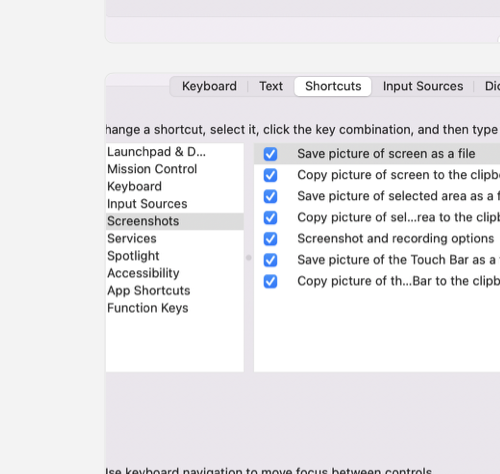 Keyboard Text Shortcuts Input Sources
hange a shortcut, select it, click the key combination, and then type
Launchpad & D...
Mission Control
Keyboard
Input Sources
Screenshots
Services
Spotlight
Accessibility
App Shortcuts
Function Keys
Save picture of screen as a file
Copy picture of screen to the clipb
Save picture of selected area as a f
Copy picture of sel...rea to the clipb
Screenshot and recording options
Save picture of the Touch Bar as a
Copy picture of th...Bar to the clipb
Use keyboard navigation to move focus between controls